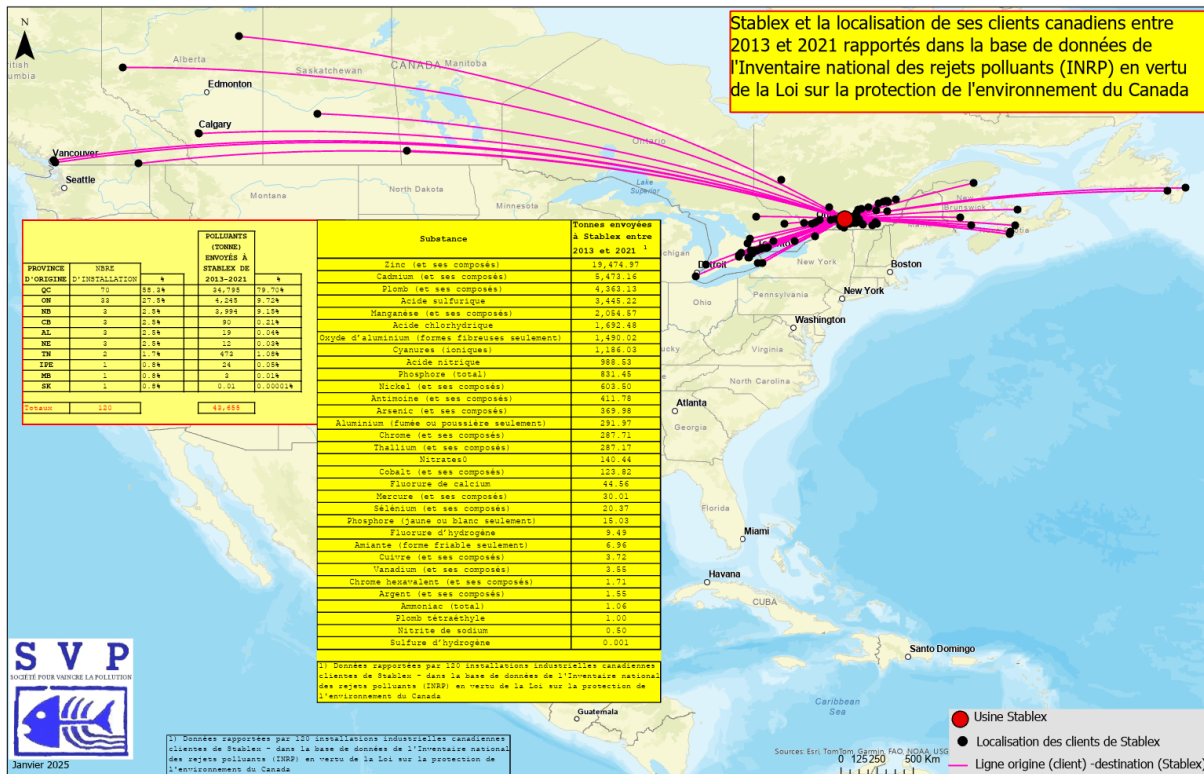 Stablex et la localisation de ses clients canadiens entre
2013 et 2021 rapportés dans la base de données de
l'Inventaire national des rejets polluants (INRP) en vertu
de la Loi sur la protection de l'environnement du Canada
N
Alberta
Saskatchewan
CANADA
Manitoba
Edmonton
Calgary
Vancouver
Seattle
Ontario
Montana
North Dakota
Minnesota
Lake
Superior
New
Brunswick
Detroit
Boston
New York
New York
Pennsylvania
Ohio
Washington
Virginia
North Carolina
Atlanta
Georgia
Florida
Miami
Havana
CUBA
Santo Domingo
Caribbean
Sea
Guatemala
PROVINCE D'ORIGINE NBRE D'INSTALLATION % POLLUANTS (TONNE) ENVOYÉS À STABLEX DE 2013-2021 %
QC 70 58.3% 34,795 79.70%
ON 33 27.5% 4,245 9.72%
NB 3 2.5% 3,994 9.15%
CB 3 2.5% 90 0.21%
AL 3 2.5% 19 0.04%
NE 3 2.5% 12 0.03%
TN 2 1.7% 473 1.08%
IPE 1 0.8% 24 0.05%
MB 1 0.8% 3 0.01%
SK 1 0.8% 0.01 0.00001%
Totaux 120 43,655
Substance Tonnes envoyées à Stablex entre 2013 et 2021 1
Zinc (et ses composés) 19,474.97
Cadmium (et ses composés) 5,473.16
Plomb (et ses composés) 4,363.13
Acide sulfurique 3,445.22
Manganèse (et ses composés) 2,054.57
Acide chlorhydrique 1,692.48
Oxyde d'aluminium (formes fibreuses seulement) 1,490.02
Cyanures (ioniques) 1,186.03
Acide nitrique 988.53
Phosphore (total) 831.45
Nickel (et ses composés) 603.50
Antimoine (et ses composés) 411.78
Arsenic (et ses composés) 369.98
Aluminium (fumée ou poussière seulement) 291.97
Chrome (et ses composés) 287.71
Thallium (et ses composés) 287.17
Nitrates0 140.44
Cobalt (et ses composés) 123.82
Fluorure de calcium 44.56
Mercure (et ses composés) 30.01
Sélénium (et ses composés) 20.37
Phosphore (jaune ou blanc seulement) 15.03
Fluorure d'hydrogène 9.49
Amiante (forme friable seulement) 6.96
Cuivre (et ses composés) 3.72
Vanadium (et ses composés) 3.55
Chrome hexavalent (et ses composés) 1.71
Argent (et ses composés) 1.55
Ammoniac (total) 1.06
Plomb tétraéthyle 1.00
Nitrite de sodium 0.50
Sulfure d'hydrogène 0.001
1) Données rapportées par 120 installations industrielles canadiennes
clientes de Stablex - dans la base de données de l'Inventaire national
des rejets polluants (INRP) en vertu de la Loi sur la protection de
l'environnement du Canada
S V P
SOCIÉTÉ POUR VAINCRE LA POLLUTION
Janvier 2025
1) Données rapportées par 120 installations industrielles canadiennes
clientes de Stablex - dans la base de données de l'Inventaire national
des rejets polluants (INRP) en vertu de la Loi sur la protection de
l'environnement du Canada
Usine Stablex
Localisation des clients de Stablex
Ligne origine (client) -destination (Stablex)
Sources: Esri, TomTom, Garmin, FAO, NOAA, USG
0 125 250 500 Km